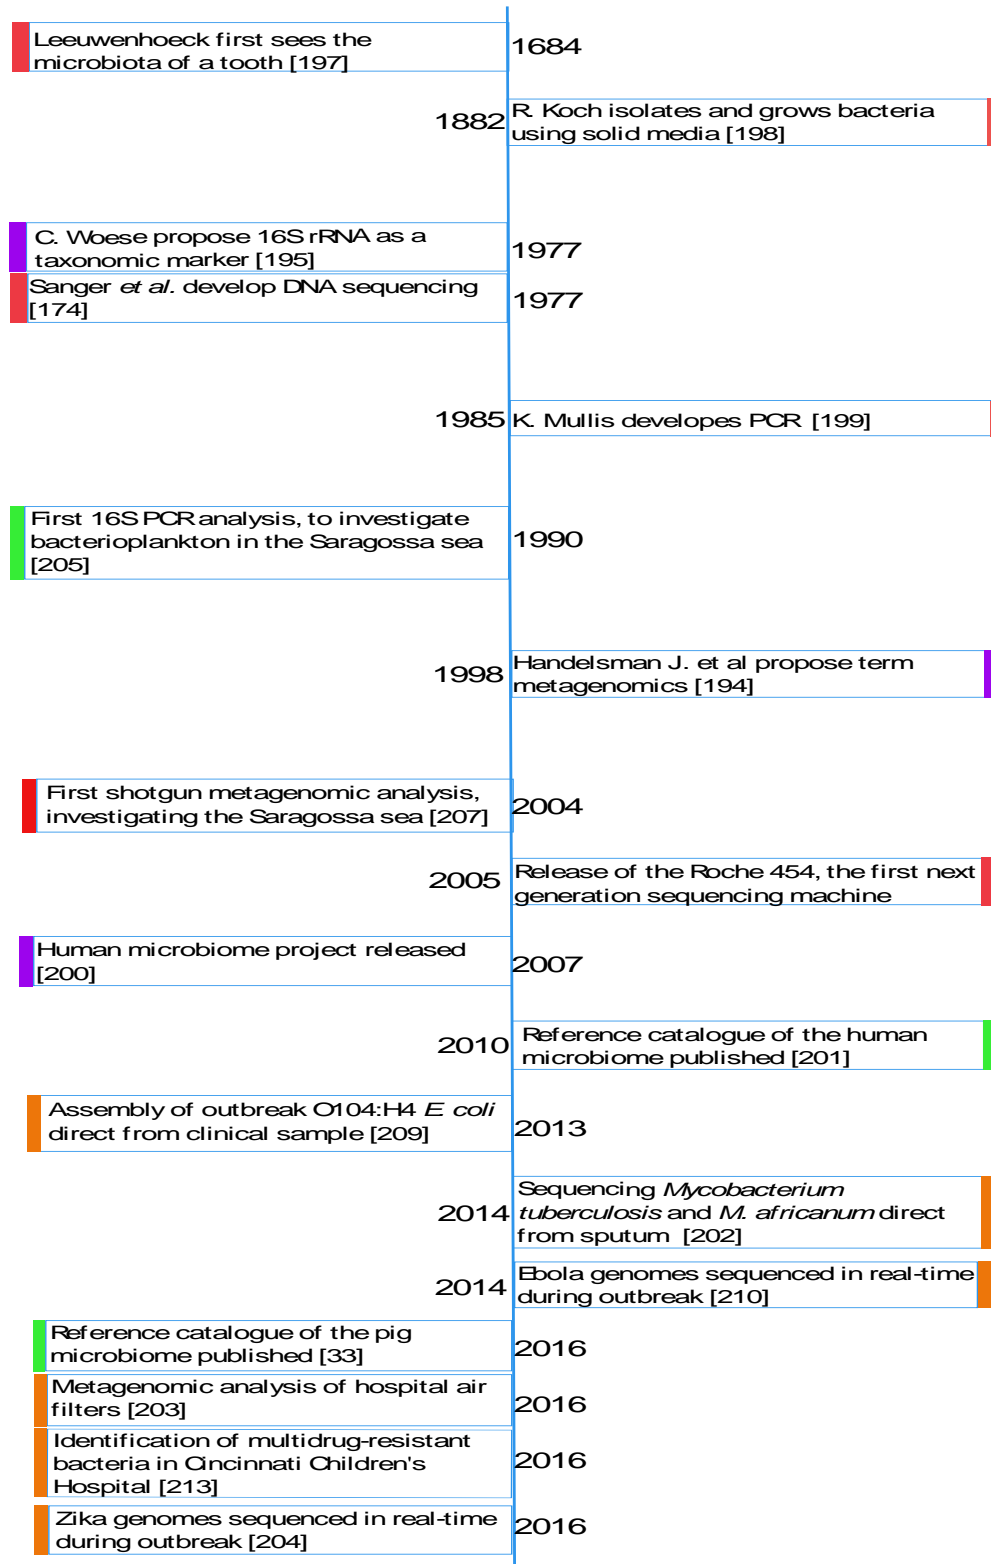 Leeuwenhoeck first sees the
microbiota of a tooth [197]
1684
1882
R. Koch isolates and grows bacteria
using solid media [198]
C. Woese propose 16S rRNA as a
taxonomic marker [195]
1977
Sanger et al. develop DNA sequencing
[174]
1977
1985
K. Mullis developes PCR [199]
First 16S PCR analysis, to investigate
bacterioplankton in the Saragossa sea
[205]
1990
1998
Handelsman J. et al propose term
metagenomics [194]
First shotgun metagenomic analysis,
investigating the Saragossa sea [207]
2004
2005
Release of the Roche 454, the first next
generation sequencing machine
Human microbiome project released
[200]
2007
2010
Reference catalogue of the human
microbiome published [201]
Assembly of outbreak O104:H4 E coli
direct from clinical sample [209]
2013
2014
Sequencing Mycobacterium
tuberculosis and M. africanum direct
from sputum [202]
2014
Ebola genomes sequenced in real-time
during outbreak [210]
Reference catalogue of the pig
microbiome published [33]
2016
Metagenomic analysis of hospital air
filters [203]
2016
Identification of multidrug-resistant
bacteria in Cincinnati Children's
Hospital [213]
2016
Zika genomes sequenced in real-time
during outbreak [204]
2016